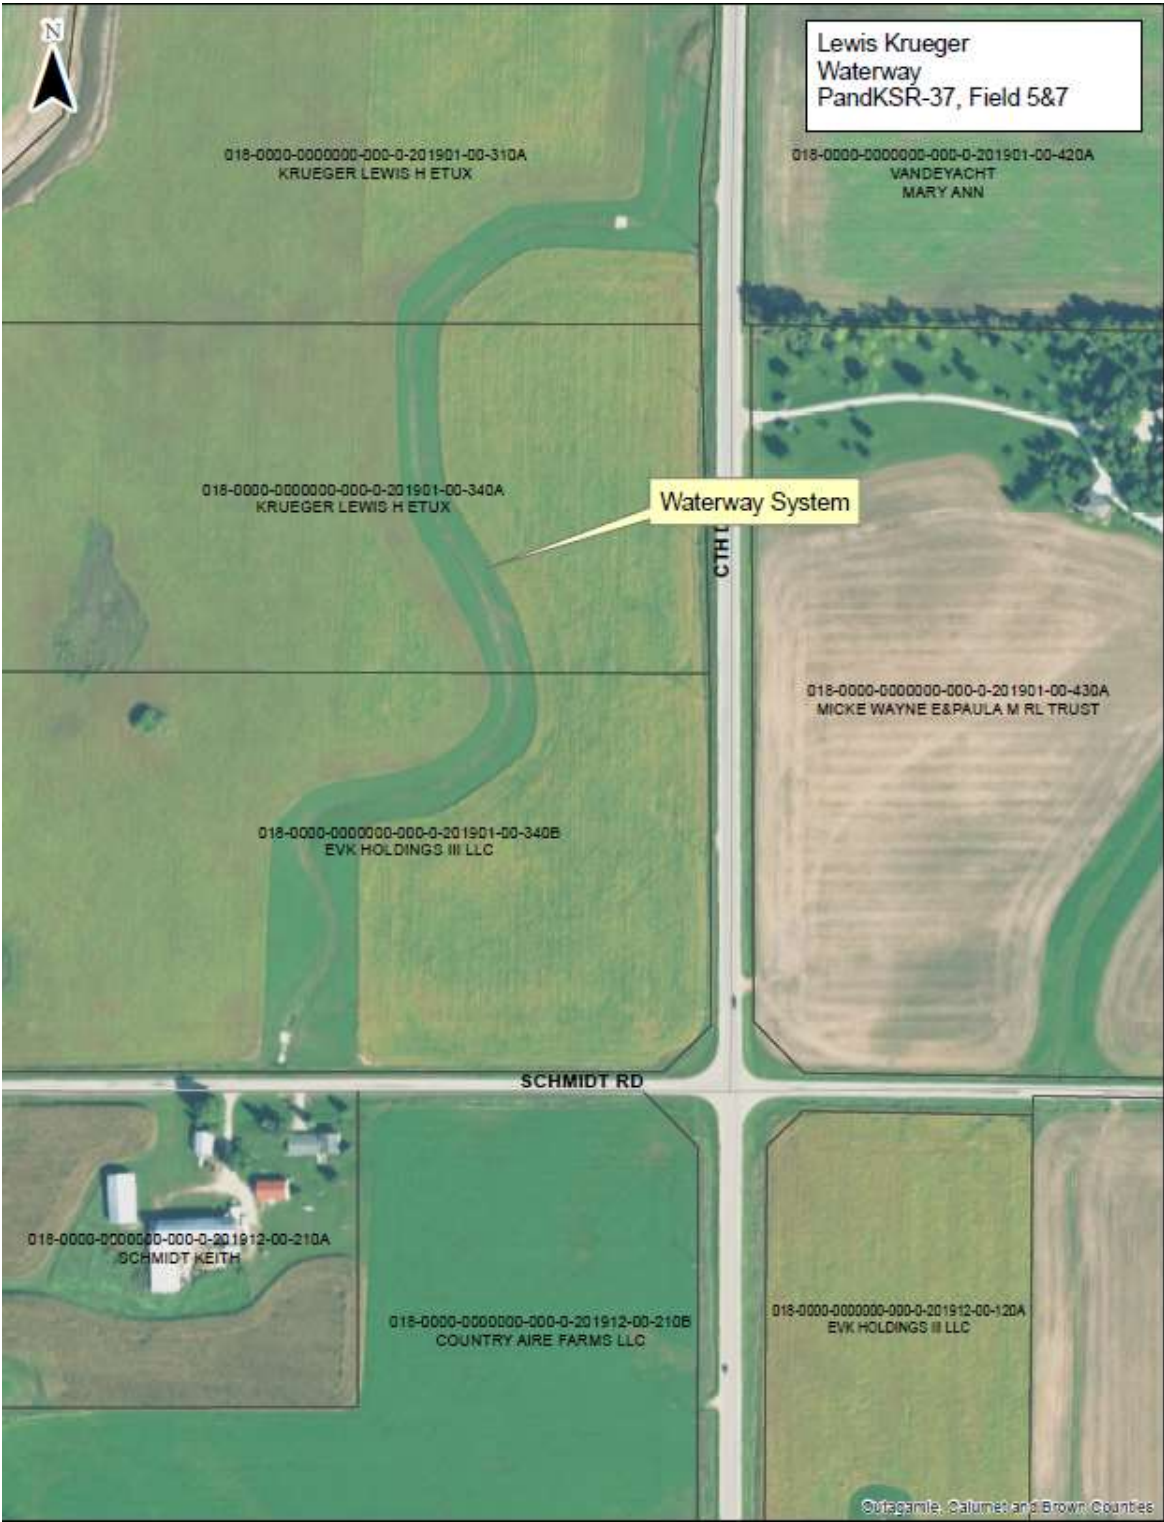 N
Lewis Krueger
Waterway
PandKSR-37, Field 5&7
018-0000-0000000-000-0-201901-00-310A
KRUEGER LEWIS H ETUX
018-0000-0000000-000-0-201901-00-420A
VANDEYACHT
MARY ANN
018-0000-0000000-000-0-201901-00-340A
KRUEGER LEWIS H ETUX
Waterway System
CTH
018-0000-0000000-000-0-201901-00-430A
MICKE WAYNE E&PAULA M RL TRUST
018-0000-0000000-000-0-201901-00-340B
EVK HOLDINGS III LLC
SCHMIDT RD
018-0000-0000000-000-0-201912-00-210A
SCHMIDT KEITH
018-0000-0000000-000-0-201912-00-210B
COUNTRY AIRE FARMS LLC
018-0000-0000000-000-0-201912-00-120A
EVK HOLDINGS III LLC
Outagamie, Calumet and Brown Counties